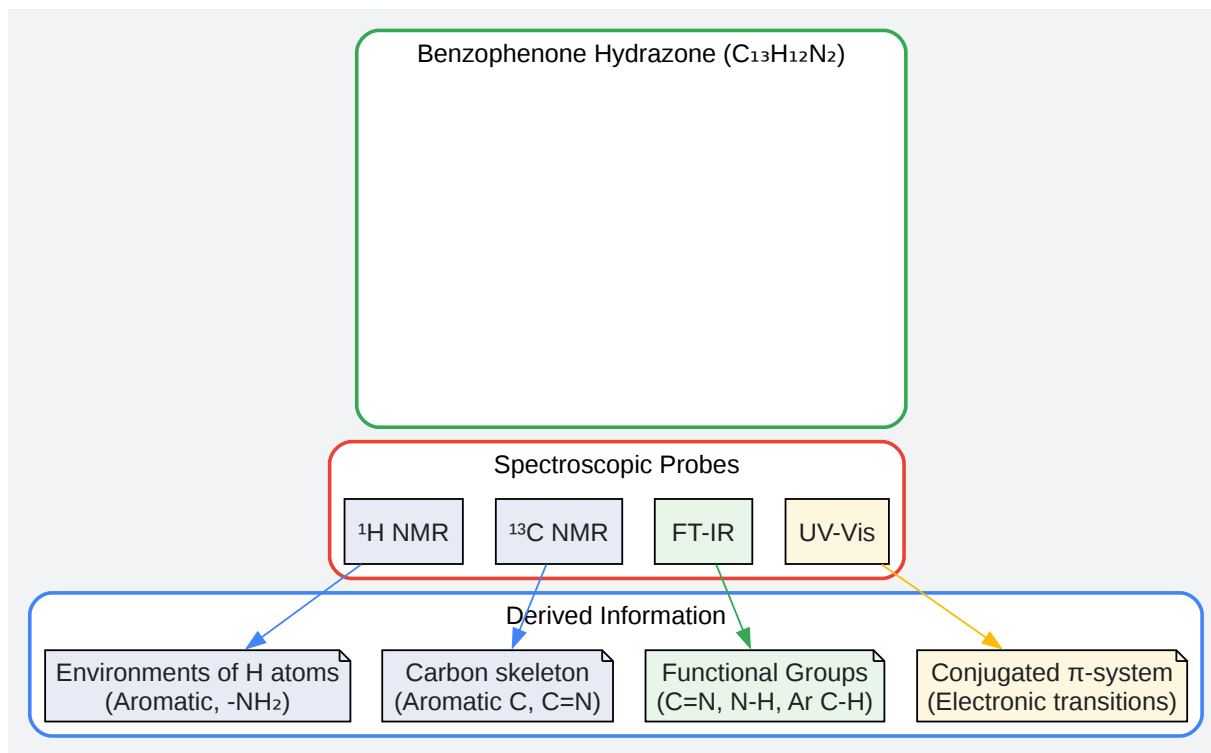 Benzophenone Hydrazone (C₁₃H₁₂N₂)
Spectroscopic Probes
¹H NMR
¹³C NMR
FT-IR
UV-Vis
Derived Information
Environments of H atoms
(Aromatic, -NH₂)
Carbon skeleton
(Aromatic C, C=N)
Functional Groups
(C=N, N-H, Ar C-H)
Conjugated π-system
(Electronic transitions)